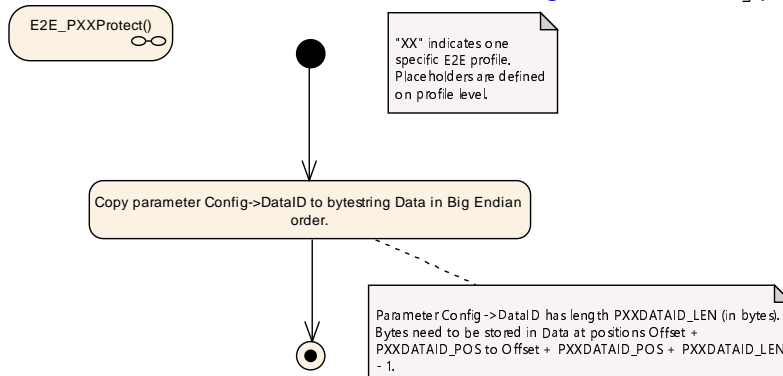 E2E_PXXProtect()
"XX" indicates one
specific E2E profile.
Placeholders are defined
on profile level.
Copy parameter Config->DataID to bytestring Data in Big Endian
order.
Parameter Config->DataID has length PXXDATAID_LEN (in bytes).
Bytes need to be stored in Data at positions Offset +
PXXDATAID_POS to Offset + PXXDATAID_POS + PXXDATAID_LEN
- 1.